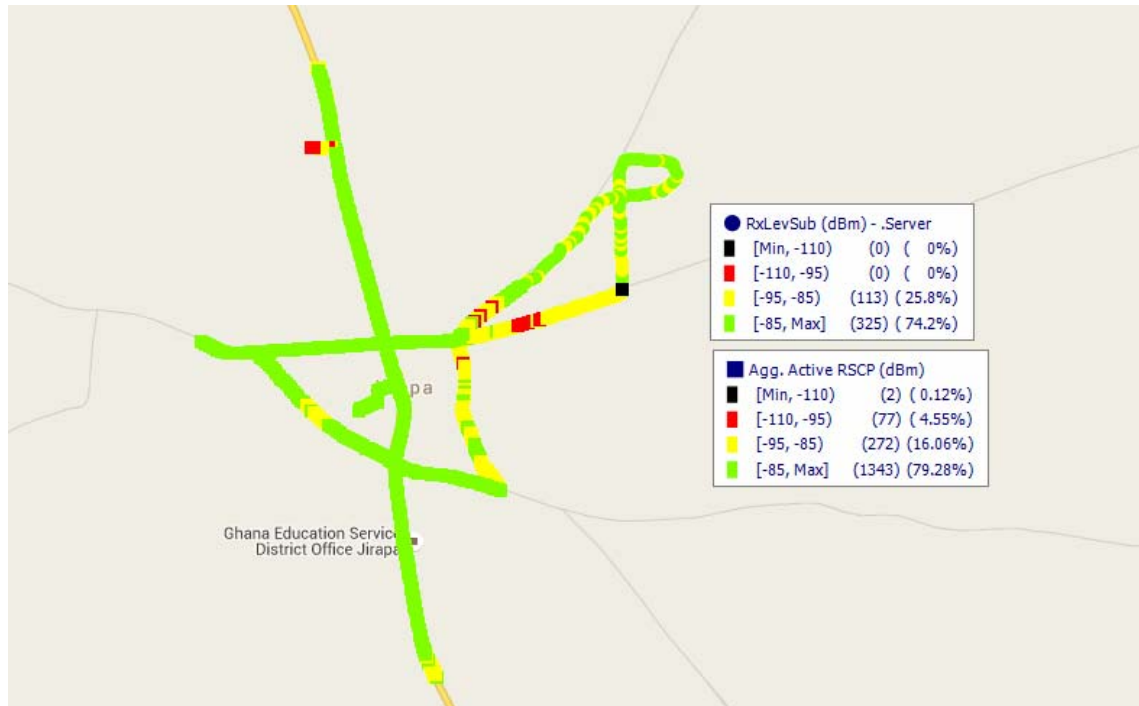 RxLevSub (dBm) - .Server
[Min, -110) (0) ( 0%)
[-110, -95) (0) ( 0%)
[-95, -85) (113) ( 25.8%)
[-85, Max] (325) ( 74.2%)
Agg. Active RSCP (dBm)
[Min, -110) (2) ( 0.12%)
[-110, -95) (77) ( 4.55%)
[-95, -85) (272) (16.06%)
[-85, Max] (1343) (79.28%)
Ghana Education Service
District Office Jirapa